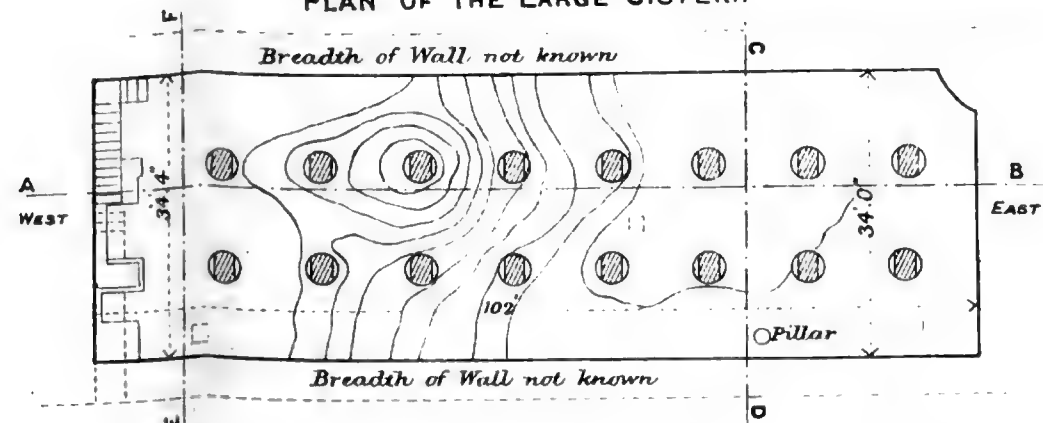 PLAN OF THE LARGE CISTERN
F
C
Breadth of Wall not known
A
WEST
34'.4"
34'.0"
B
EAST
102'
Pillar
Breadth of Wall not known
E
D